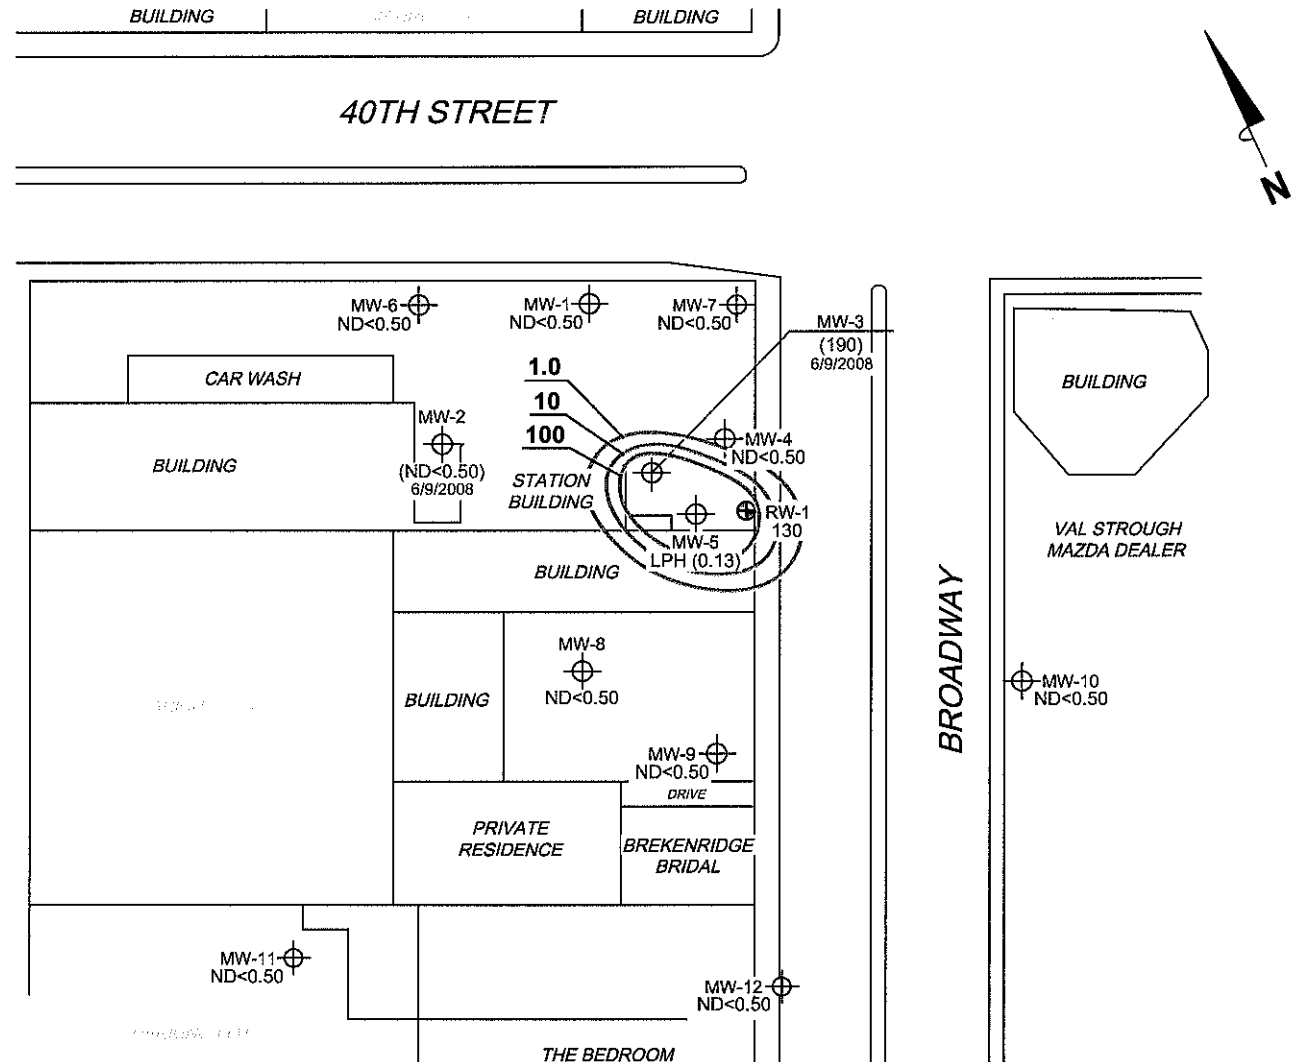 BUILDING
BUILDING
40TH STREET
N
MW-6
ND<0.50
MW-1
ND<0.50
MW-7
ND<0.50
MW-3
(190)
6/9/2008
CAR WASH
1.0
10
100
BUILDING
MW-2
(ND<0.50)
6/9/2008
BUILDING
STATION
BUILDING
MW-4
ND<0.50
RW-1
130
MW-5
LPH (0.13)
VAL STROUGH
MAZDA DEALER
BUILDING
BROADWAY
MW-8
ND<0.50
BUILDING
MW-10
ND<0.50
MW-9
ND<0.50
DRIVE
PRIVATE
RESIDENCE
BREKENRIDGE
BRIDAL
MW-11
ND<0.50
MW-12
ND<0.50
THE BEDROOM